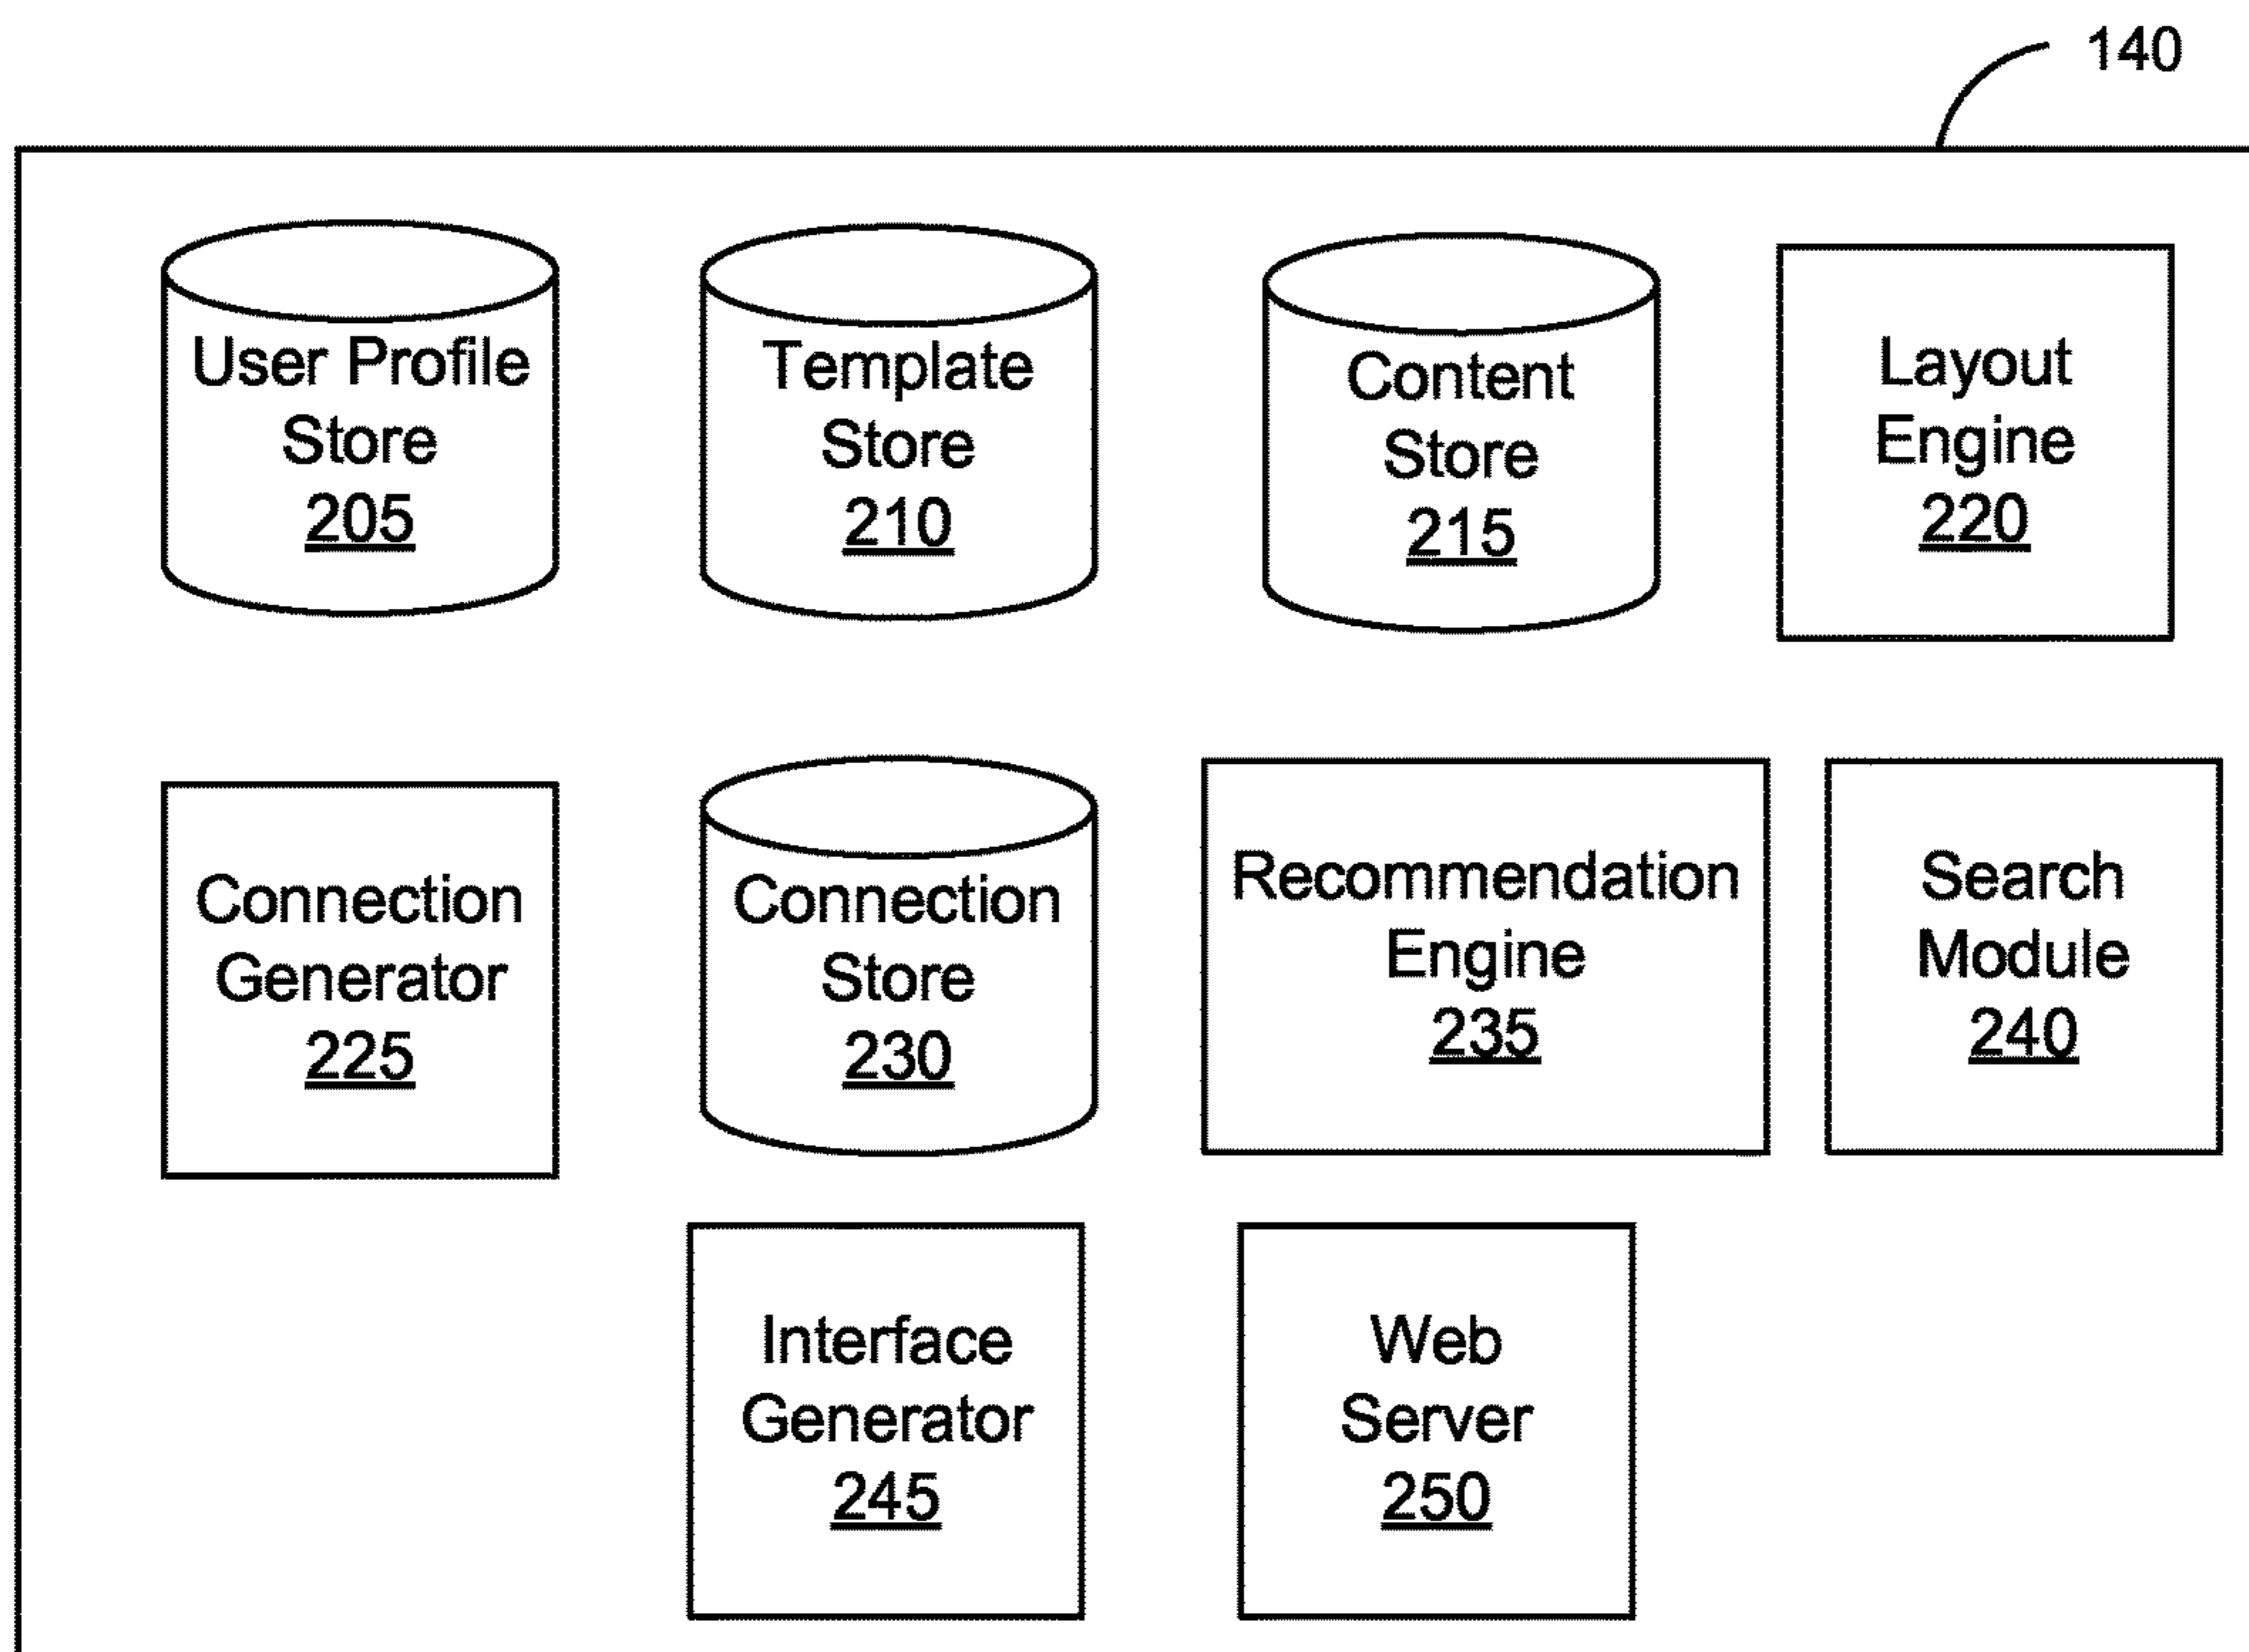 140
User Profile
Store
205
Template
Store
210
Content
Store
215
Layout
Engine
220
Connection
Generator
225
Connection
Store
230
Recommendation
Engine
235
Search
Module
240
Interface
Generator
245
Web
Server
250